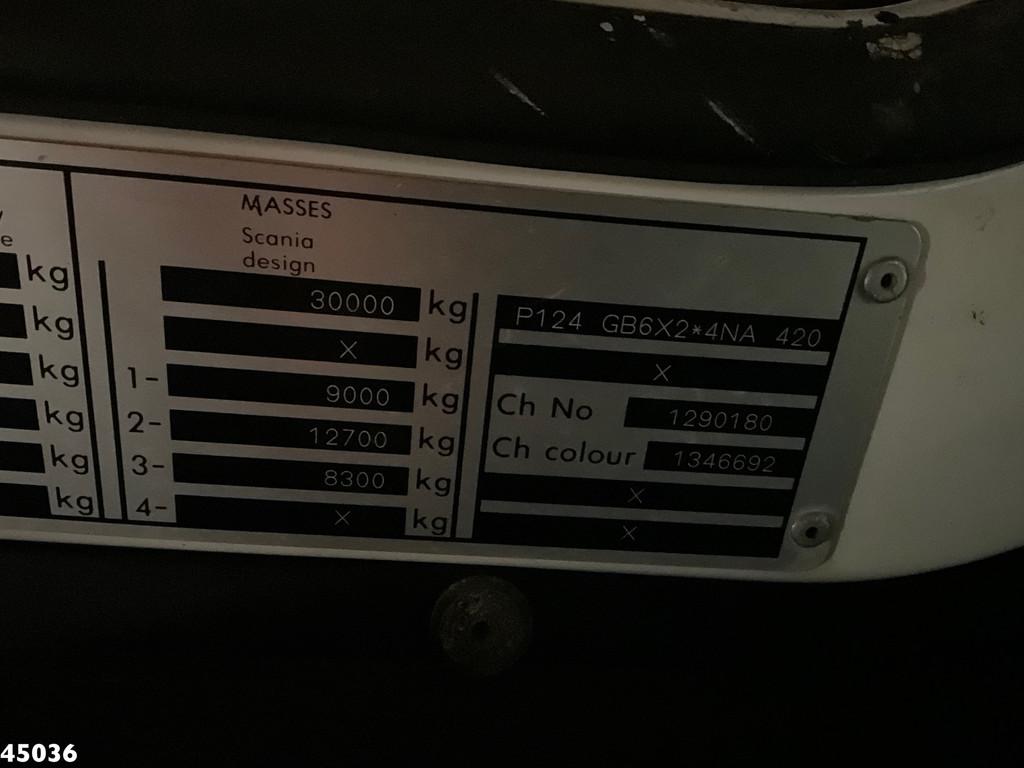 MASSES
Scania
design
e kg 30000 kg P124 GB6X2*4NA 420
kg X kg X
kg 1- 9000 kg Ch No 1290180
kg 2- 12700 kg Ch colour 1346692
kg 3- 8300 kg X
kg 4- X kg X
45036